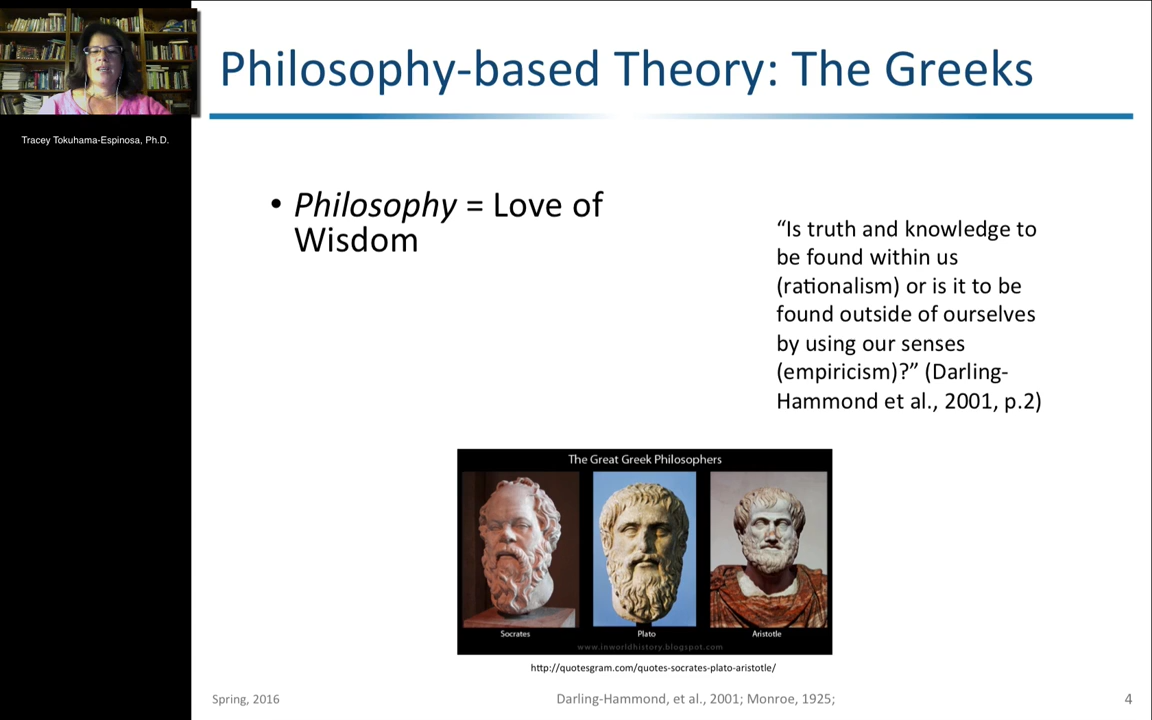 Philosophy-based Theory: The Greeks
Tracey Tokuhama-Espinosa, Ph.D.
• Philosophy = Love of
Wisdom
“Is truth and knowledge to
be found within us
(rationalism) or is it to be
found outside of ourselves
by using our senses
(empiricism)?” (Darling-
Hammond et al., 2001, p.2)
The Great Greek Philosophers
Socrates
Plato
Aristotle
www.inworldhistory.blogspot.com
http://quotesgram.com/quotes-socrates-plato-aristotle/
Spring, 2016
Darling-Hammond, et al., 2001; Monroe, 1925;
4